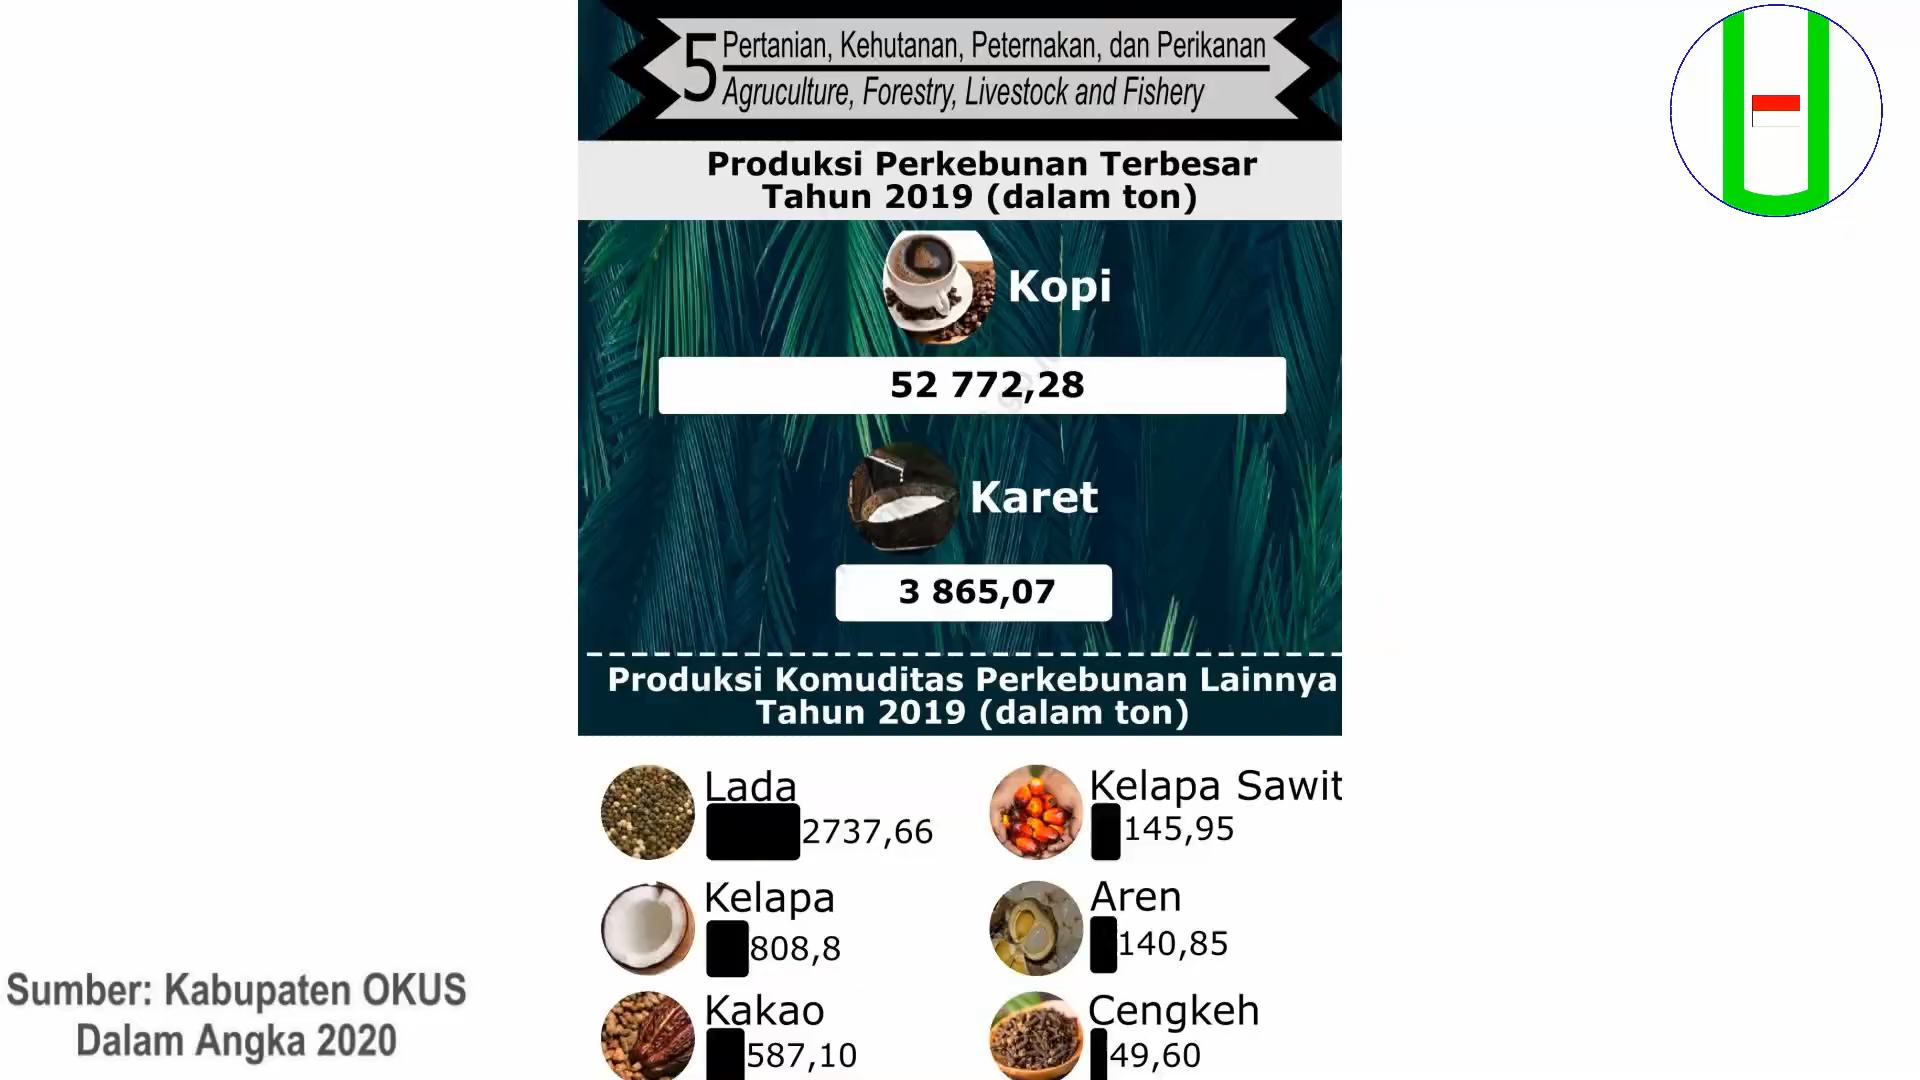 5
Pertanian, Kehutanan, Peternakan, dan Perikanan
Agruculture, Forestry, Livestock and Fishery
Produksi Perkebunan Terbesar
Tahun 2019 (dalam ton)
Kopi
52 772,28
Karet
3 865,07
Produksi Komuditas Perkebunan Lainnya
Tahun 2019 (dalam ton)
Lada
2737,66
Kelapa Sawit
145,95
Kelapa
808,8
Aren
140,85
Kakao
587,10
Cengkeh
49,60
Sumber: Kabupaten OKUS
Dalam Angka 2020